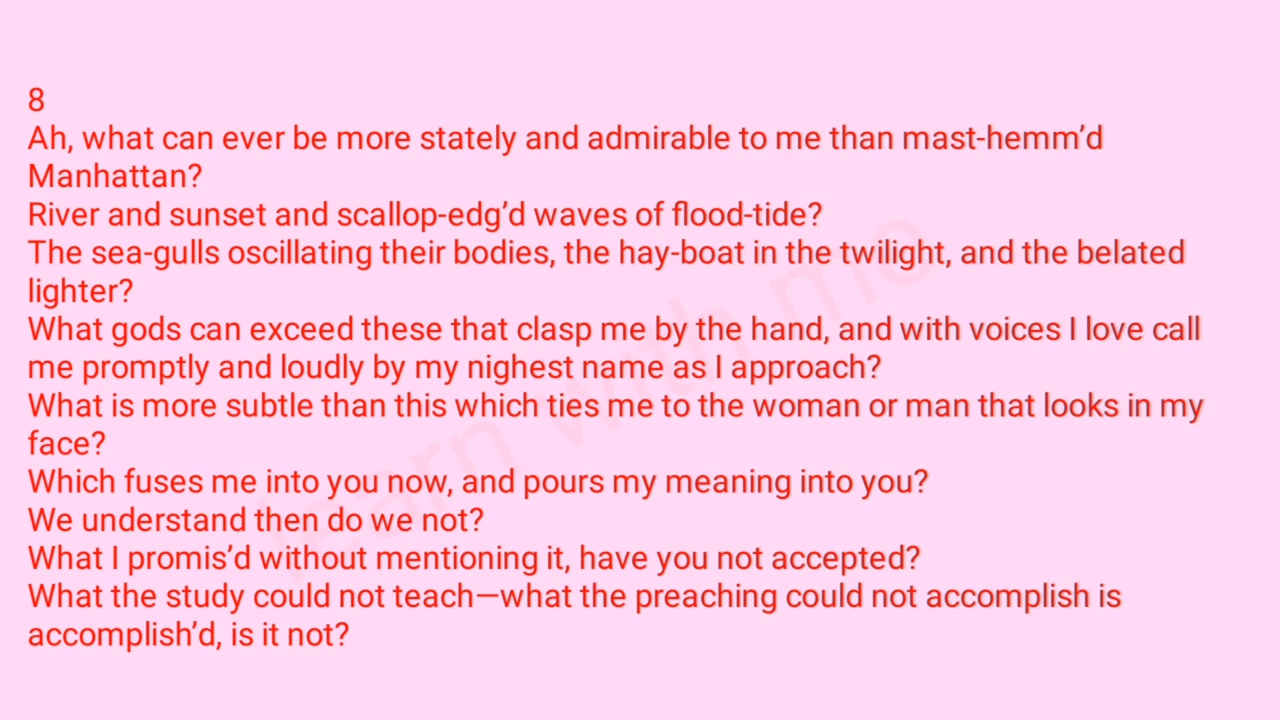 8
Ah, what can ever be more stately and admirable to me than mast-hemm’d
Manhattan?
River and sunset and scallop-edg’d waves of flood-tide?
The sea-gulls oscillating their bodies, the hay-boat in the twilight, and the belated
lighter?
What gods can exceed these that clasp me by the hand, and with voices I love call
me promptly and loudly by my nighest name as I approach?
What is more subtle than this which ties me to the woman or man that looks in my
face?
Which fuses me into you now, and pours my meaning into you?
We understand then do we not?
What I promis’d without mentioning it, have you not accepted?
What the study could not teach—what the preaching could not accomplish is
accomplish’d, is it not?
learn with mo